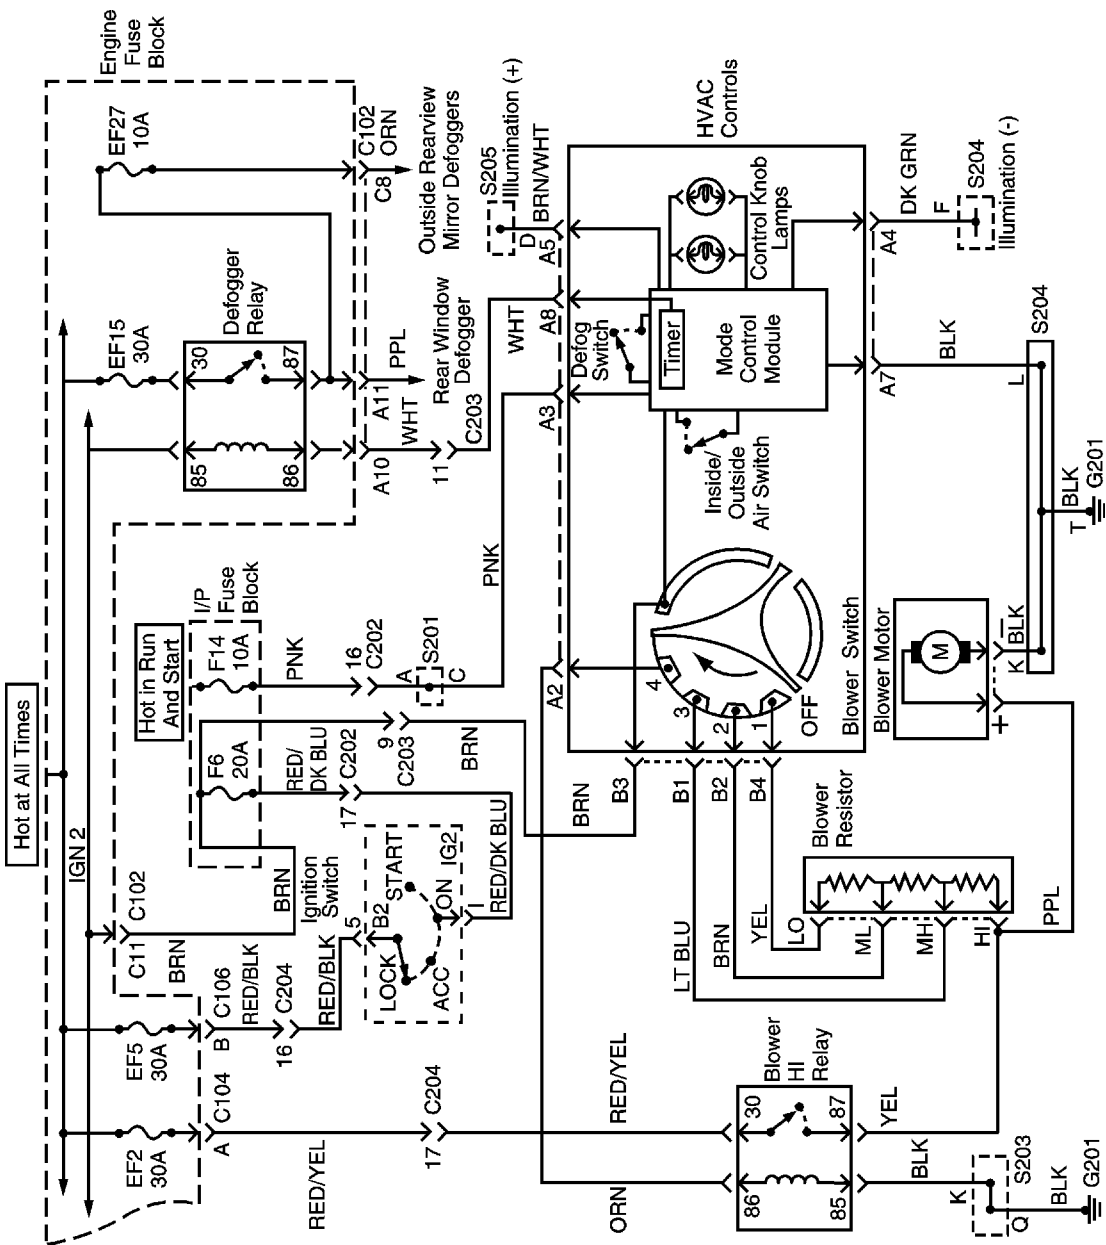 Hot at All Times
Engine
Fuse
Block
EF27
10A
C102
ORN
C8
Outside Rearview
Mirror Defoggers
EF15
30A
Defogger
Relay
30
87
85
86
A11
PPL
Rear Window
Defogger
A10
WHT
11
C203
IGN 2
Hot in Run
And Start
I/P
Fuse
Block
F14
10A
PNK
16
C202
A
S201
C
PNK
F6
20A
RED/
DK BLU
17
C202
9
C203
BRN
C11
C102
BRN
BRN
Ignition
Switch
5
B2
START
LOCK
ACC
ON
IG2
I
RED/DK BLU
EF5
30A
B
C106
RED/BLK
16
C204
RED/BLK
EF2
30A
A
C104
RED/YEL
17
C204
RED/YEL
ORN
S205
Illumination (+)
D
BRN/WHT
A5
WHT
A8
A3
A2
HVAC
Controls
Control Knob
Lamps
Defog
Switch
Timer
Mode
Control
Module
Inside/
Outside
Air Switch
4
3
2
1
OFF
Blower Switch
A4
DK GRN
F
S204
Illumination (-)
A7
BLK
L
S204
T
BLK
G201
Blower Motor
M
+
K
BLK
BRN
B3
B1
B2
B4
Blower
Resistor
LT BLU
BRN
YEL
LO
ML
MH
HI
PPL
Blower
HI Relay
30
87
86
85
YEL
BLK
K
S203
Q
BLK
G201